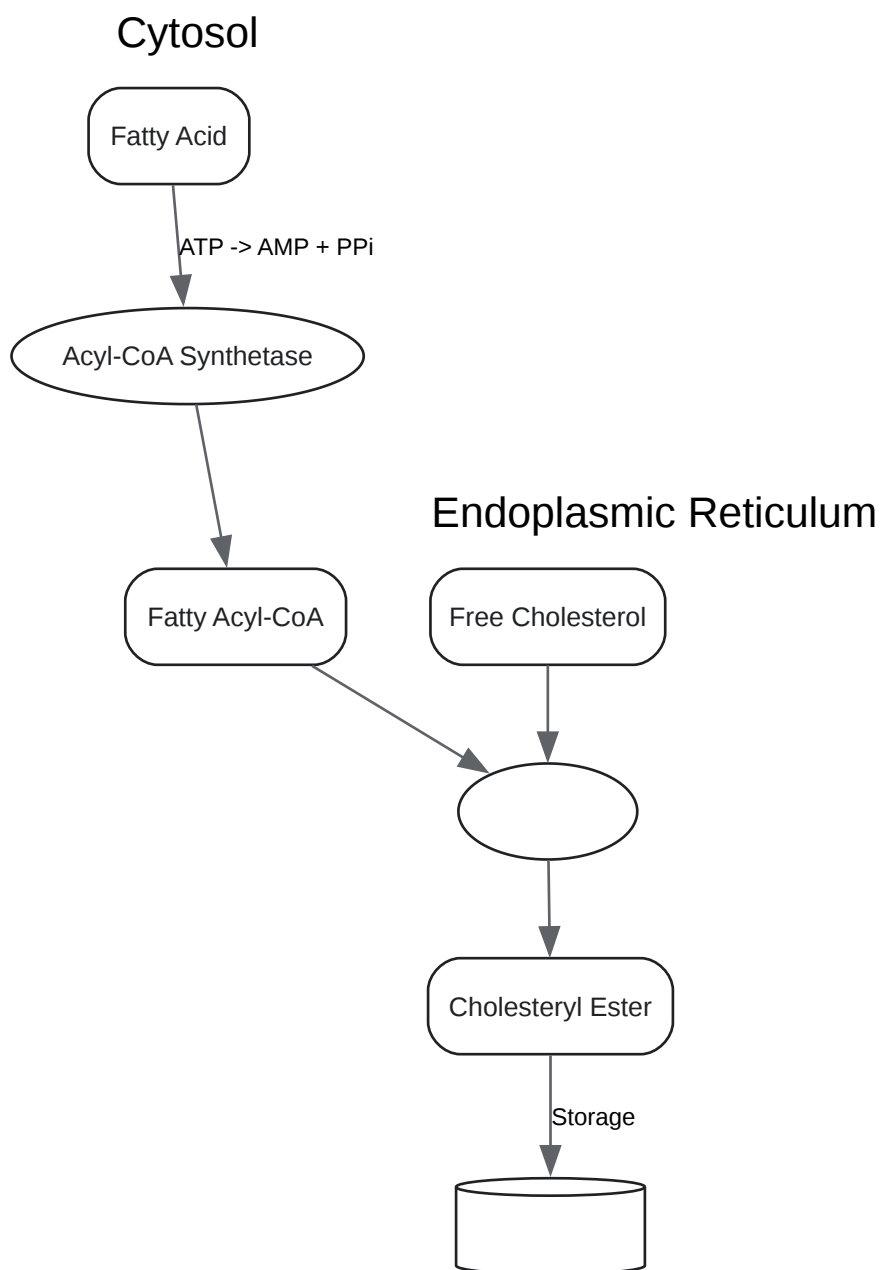 Cytosol
Fatty Acid
ATP -> AMP + PPi
Acyl-CoA Synthetase
Endoplasmic Reticulum
Fatty Acyl-CoA
Free Cholesterol
Cholesteryl Ester
Storage